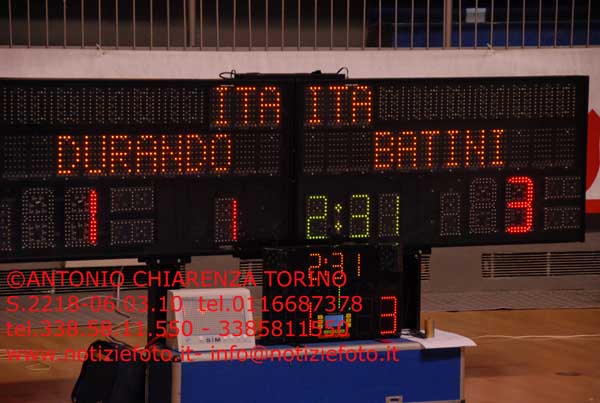 ITA ITA
DURANDO BATINI
1 1 2:31 3
2:31
1
3
©ANTONIO CHIARENZA TORINO
S.2218-06.03.10 tel.0116687378
tel.338.58.11.550 - 3385811550
www.notiziefoto.it- info@notiziefoto.it